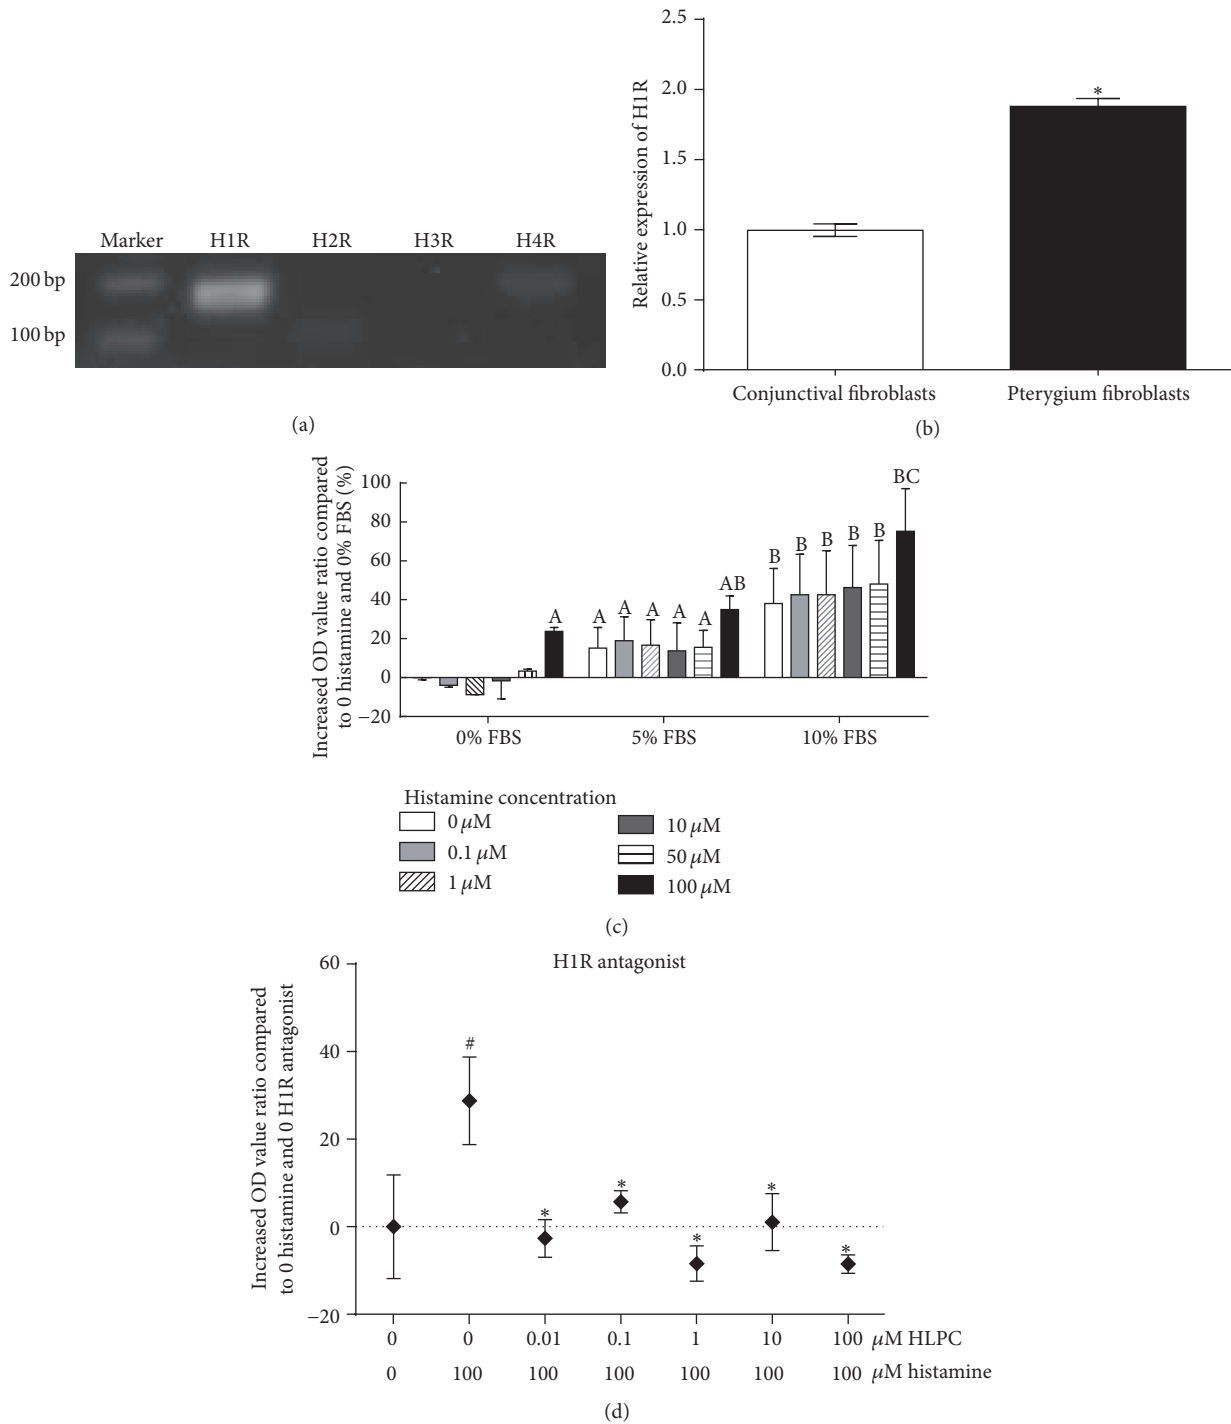 Marker H1R H2R H3R H4R
200 bp
100 bp
(a)
Relative expression of H1R
2.5
2.0
1.5
1.0
0.5
0.0
*
Conjunctival fibroblasts Pterygium fibroblasts
(b)
Increased OD value ratio compared
to 0 histamine and 0% FBS (%)
100
80
60
40
20
0
−20
A A A A A A AB B B B B B BC
0% FBS 5% FBS 10% FBS
Histamine concentration
0 μM
0.1 μM
1 μM
10 μM
50 μM
100 μM
(c)
H1R antagonist
Increased OD value ratio compared
to 0 histamine and 0 H1R antagonist
60
40
20
0
−20
# * * * * *
0 0 0.01 0.1 1 10 100 μM HLPC
0 100 100 100 100 100 100 μM histamine
(d)